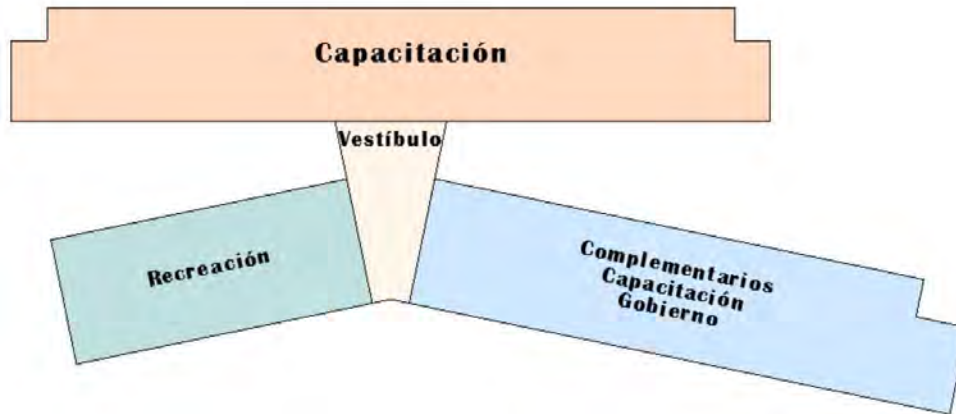 Capacitación
Vestíbulo
Recreación
Complementarios
Capacitación
Gobierno